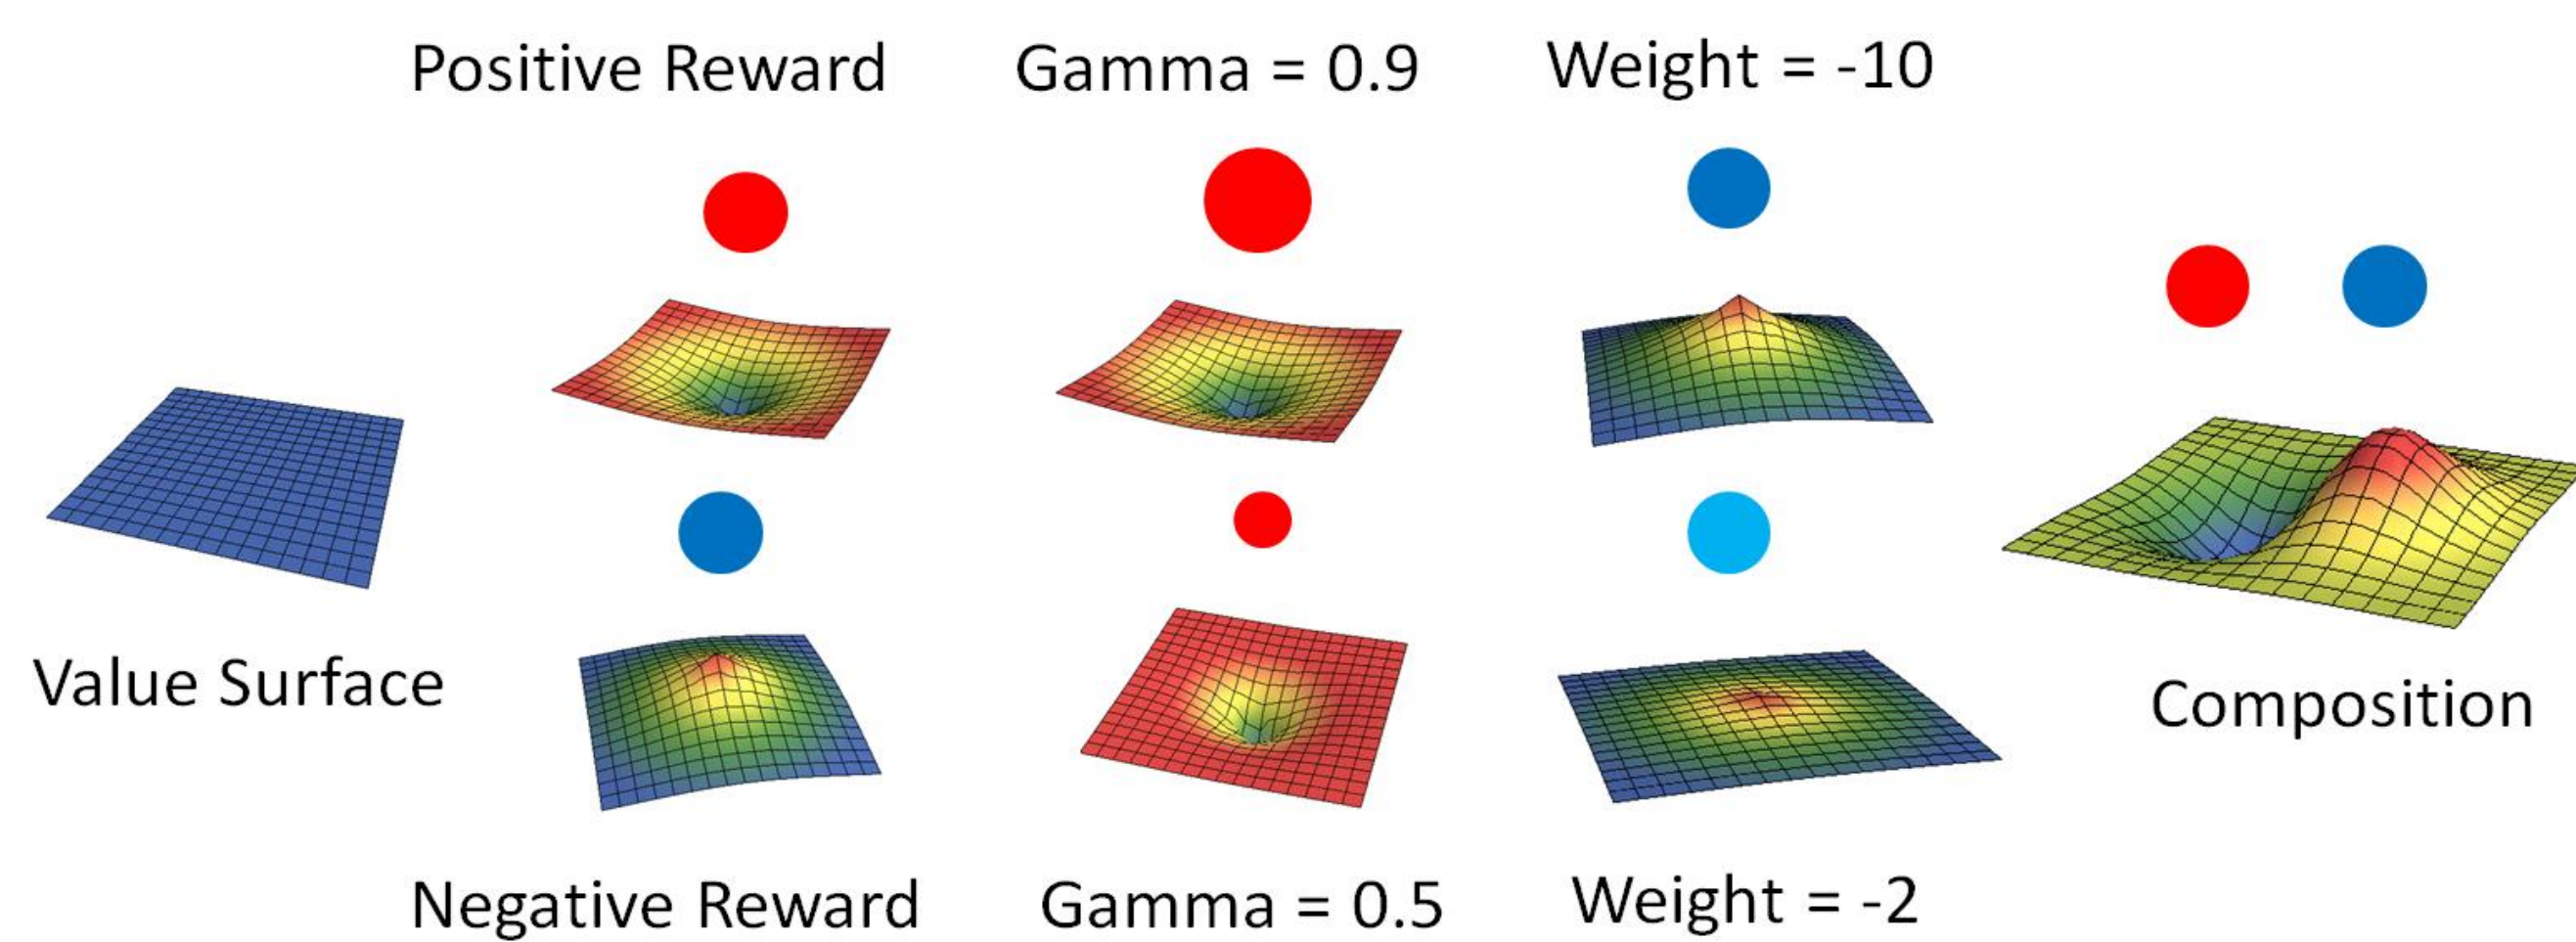 Positive Reward
Gamma = 0.9
Weight = -10
Value Surface
Composition
Negative Reward
Gamma = 0.5
Weight = -2